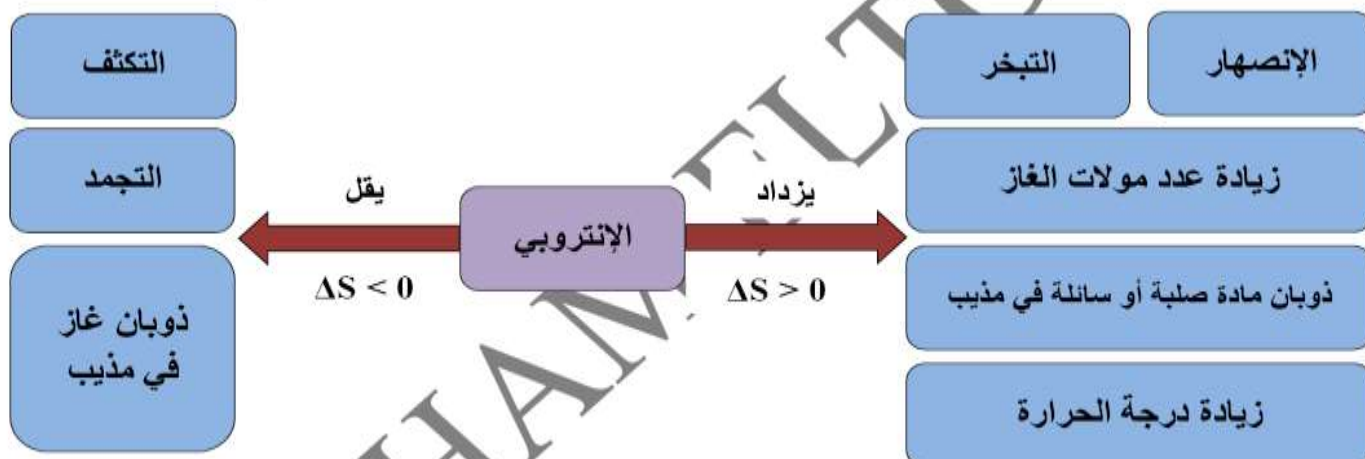 الإنصهار
التبخر
التكثف
زيادة عدد مولات الغاز
التجمد
يزداد
يقل
الإنتروبي
ΔS > 0
ΔS < 0
ذوبان مادة صلبة أو سائلة في مذيب
ذوبان غاز
في مذيب
زيادة درجة الحرارة